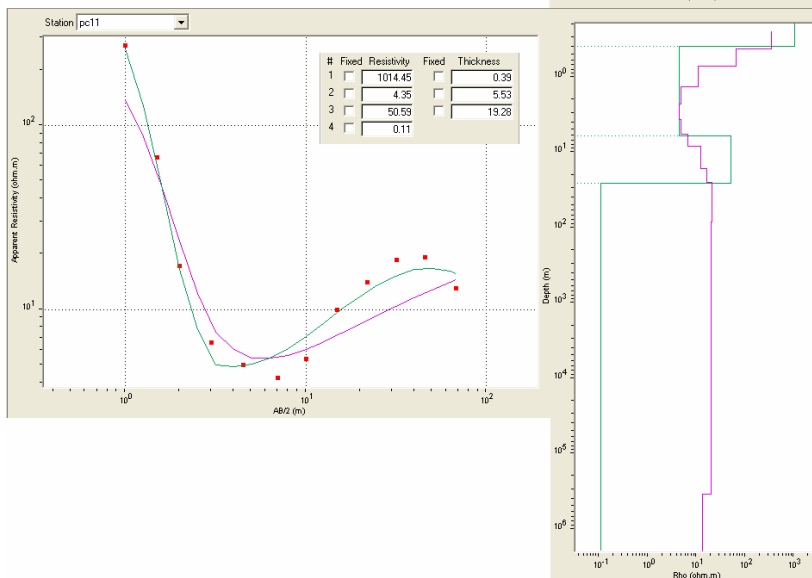 Station pc11
# Fixed Resistivity Fixed Thickness
1 1014.45 0.39
2 4.35 5.53
3 50.59 19.28
4 0.11
Apparent Resistivity (ohm.m)
10²
10¹
10⁰ 10¹ 10²
AB/2 (m)
Depth (m)
10⁰
10¹
10²
10³
10⁴
10⁵
10⁶
10⁻¹ 10⁰ 10¹ 10² 10³
Rho (ohm.m)